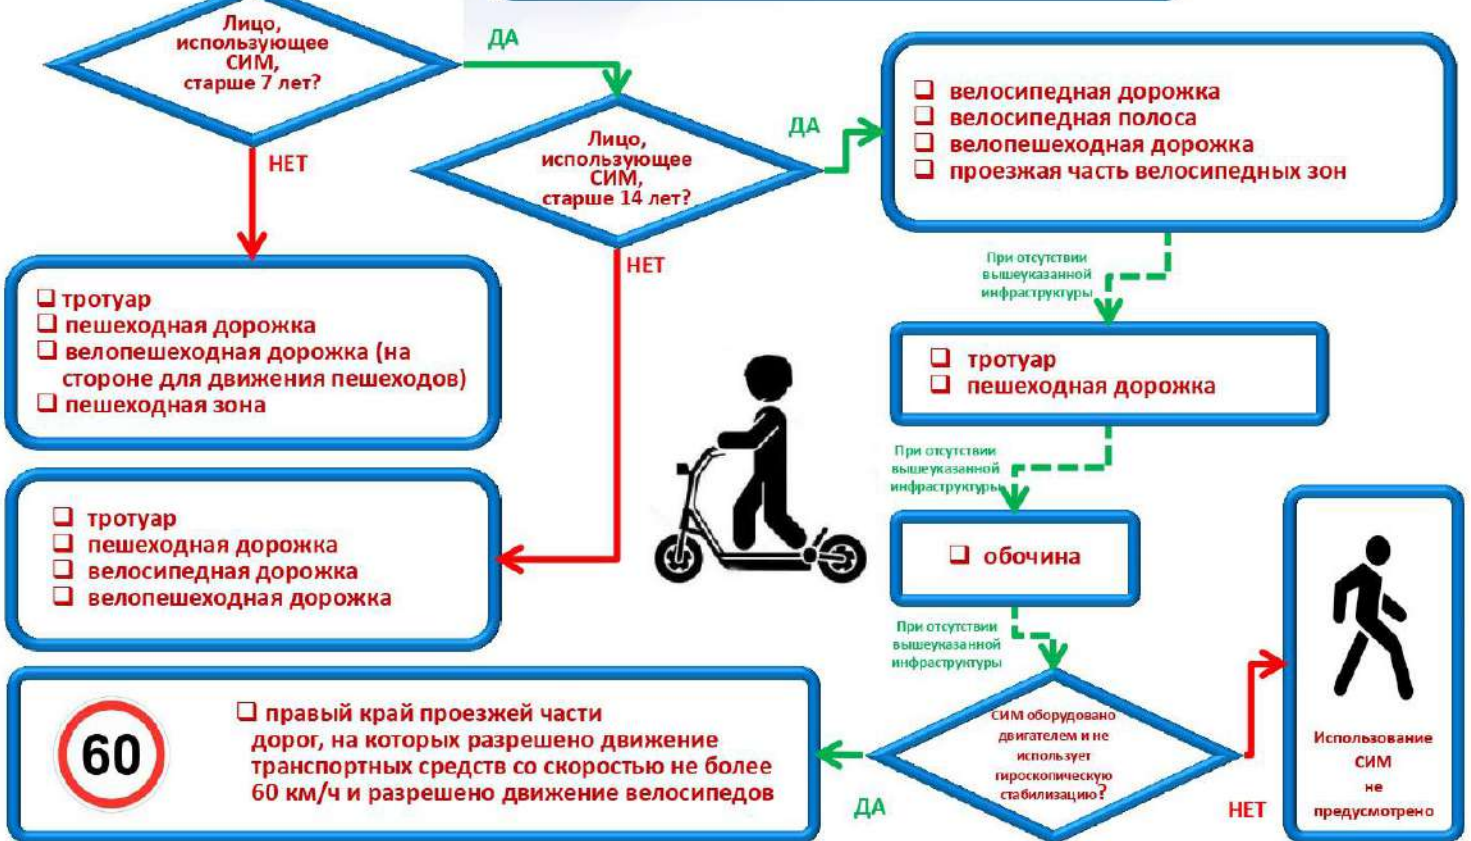 Лицо,
использующее
СИМ,
старше 7 лет?
ДА
НЕТ
Лицо,
использующее
СИМ,
старше 14 лет?
ДА
НЕТ
❑ велосипедная дорожка
❑ велосипедная полоса
❑ велопешеходная дорожка
❑ проезжая часть велосипедных зон
При отсутствии
вышеуказанной
инфраструктуры
❑ тротуар
❑ пешеходная дорожка
❑ велопешеходная дорожка (на
стороне для движения пешеходов)
❑ пешеходная зона
❑ тротуар
❑ пешеходная дорожка
При отсутствии
вышеуказанной
инфраструктуры
❑ тротуар
❑ пешеходная дорожка
❑ велосипедная дорожка
❑ велопешеходная дорожка
❑ обочина
При отсутствии
вышеуказанной
инфраструктуры
60
❑ правый край проезжей части
дорог, на которых разрешено движение
транспортных средств со скоростью не более
60 км/ч и разрешено движение велосипедов
СИМ оборудовано
двигателем и не
использует
гироскопическую
стабилизацию?
ДА
НЕТ
Использование
СИМ
не
предусмотрено